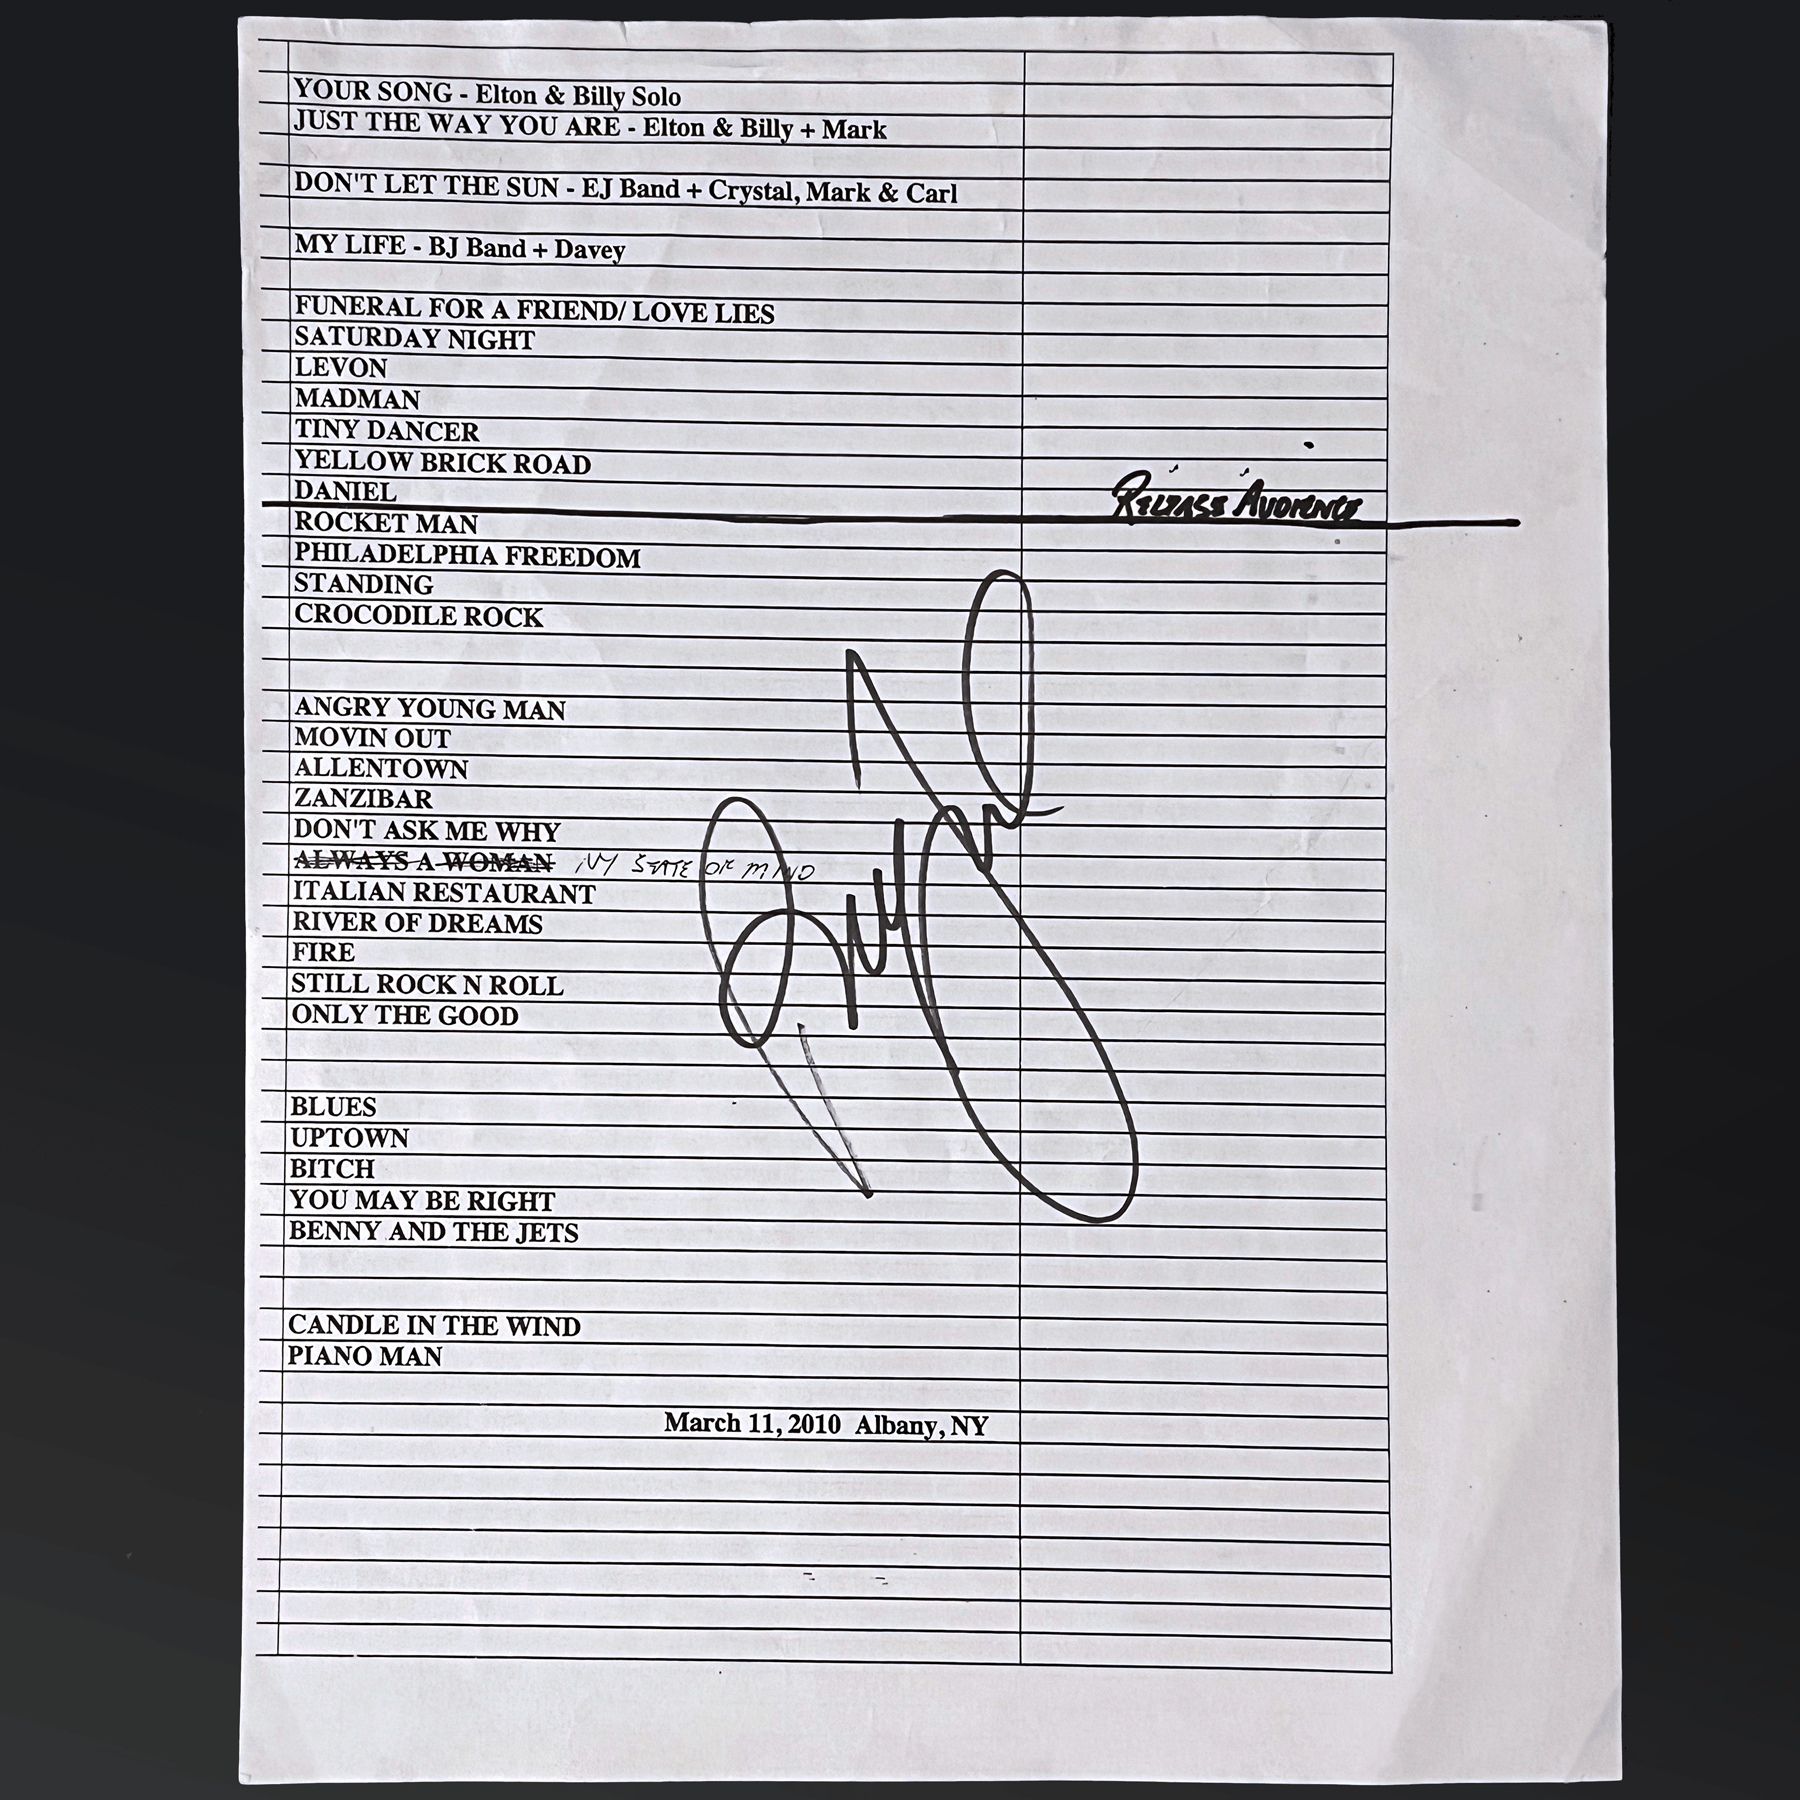 YOUR SONG - Elton & Billy Solo
JUST THE WAY YOU ARE - Elton & Billy + Mark
DON'T LET THE SUN - EJ Band + Crystal, Mark & Carl
MY LIFE - BJ Band + Davey
FUNERAL FOR A FRIEND/ LOVE LIES
SATURDAY NIGHT
LEVON
MADMAN
TINY DANCER
YELLOW BRICK ROAD
DANIEL RELEASE AUDIENCE
ROCKET MAN
PHILADELPHIA FREEDOM
STANDING
CROCODILE ROCK
ANGRY YOUNG MAN
MOVIN OUT
ALLENTOWN
ZANZIBAR
DON'T ASK ME WHY
ALWAYS A WOMAN NY STATE OF MIND
ITALIAN RESTAURANT
RIVER OF DREAMS
FIRE
STILL ROCK N ROLL
ONLY THE GOOD
BLUES
UPTOWN
BITCH
YOU MAY BE RIGHT
BENNY AND THE JETS
CANDLE IN THE WIND
PIANO MAN
March 11, 2010 Albany, NY